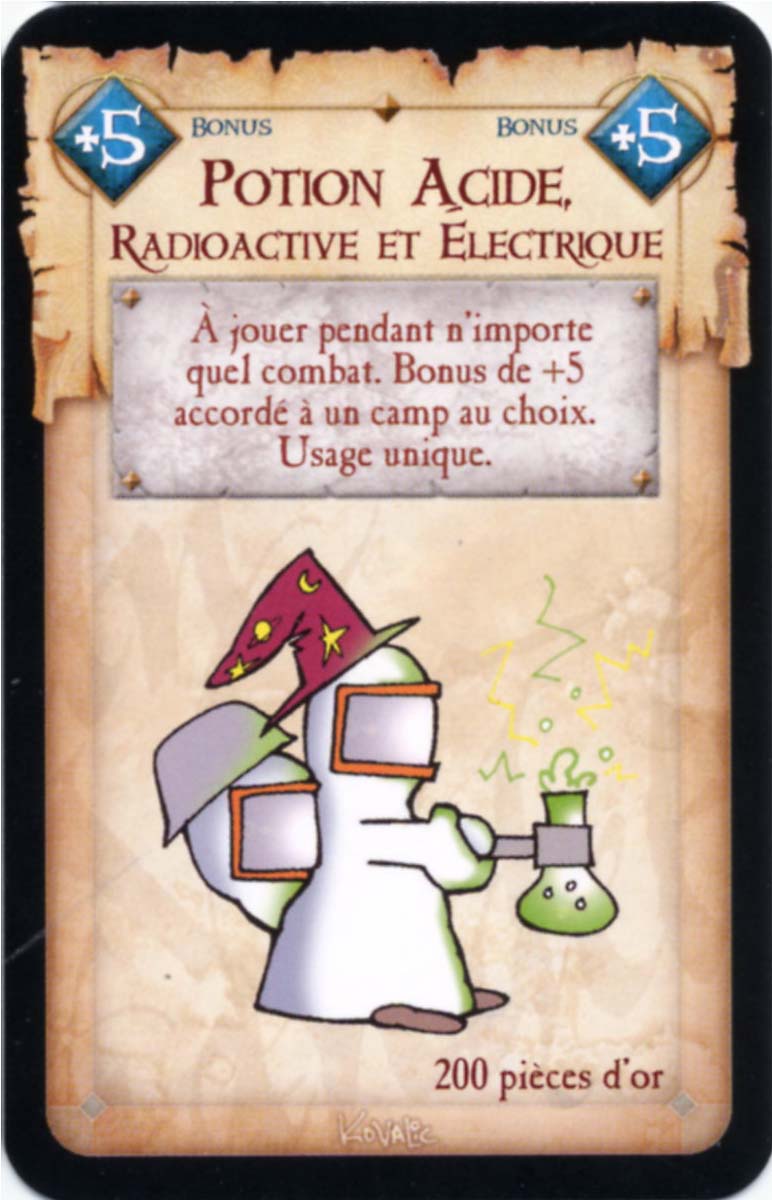 +5 BONUS BONUS +5
POTION ACIDE,
RADIOACTIVE ET ÉLECTRIQUE
À jouer pendant n'importe
quel combat. Bonus de +5
accordé à un camp au choix.
Usage unique.
200 pièces d'or
KOVALIC